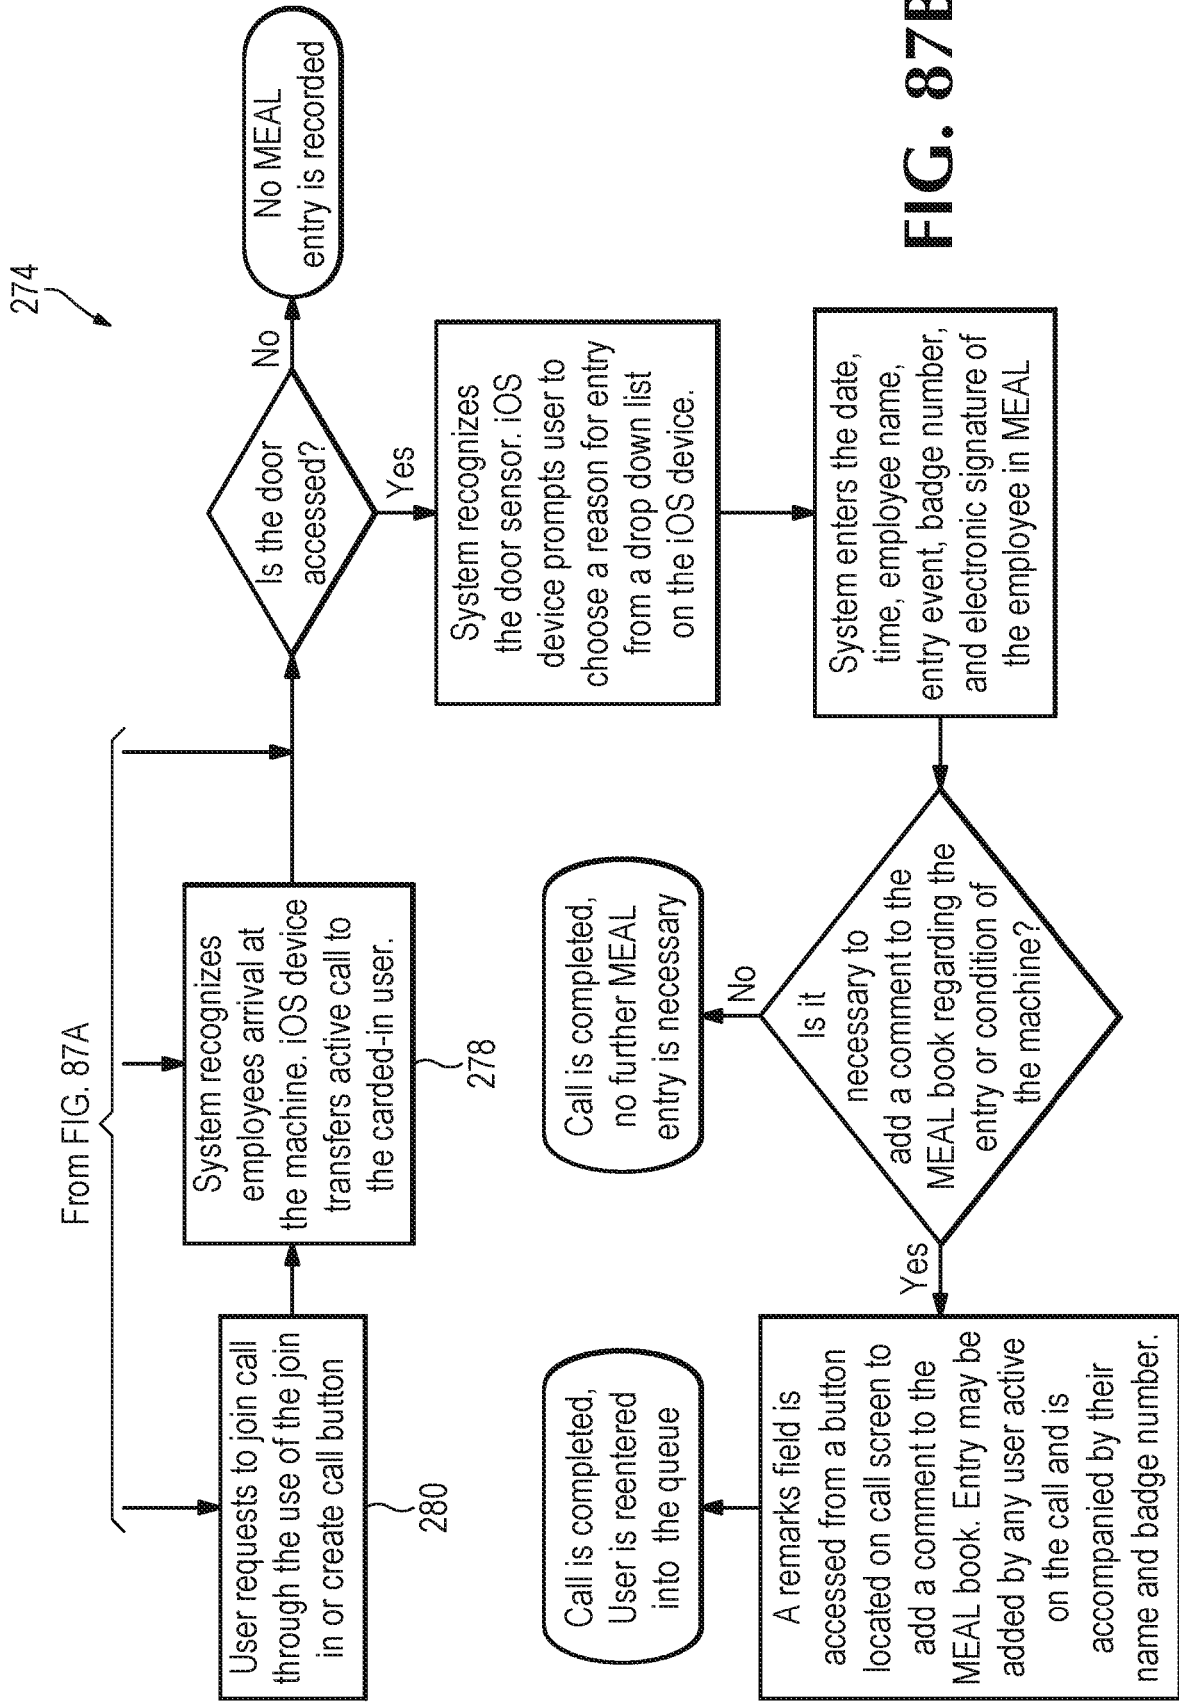 274
From FIG. 87A
User requests to join call
through the use of the join
in or create call button
280
System recognizes
employees arrival at
the machine. iOS device
transfers active call to
the carded-in user.
278
Is the door
accessed?
No
No MEAL
entry is recorded
Yes
System recognizes
the door sensor. iOS
device prompts user to
choose a reason for entry
from a drop down list
on the iOS device.
System enters the date,
time, employee name,
entry event, badge number,
and electronic signature of
the employee in MEAL
Is it
necessary to
add a comment to the
MEAL book regarding the
entry or condition of
the machine?
No
Call is completed,
no further MEAL
entry is necessary
Yes
A remarks field is
accessed from a button
located on call screen to
add a comment to the
MEAL book. Entry may be
added by any user active
on the call and is
accompanied by their
name and badge number.
Call is completed,
User is reentered
into the queue
FIG. 87B